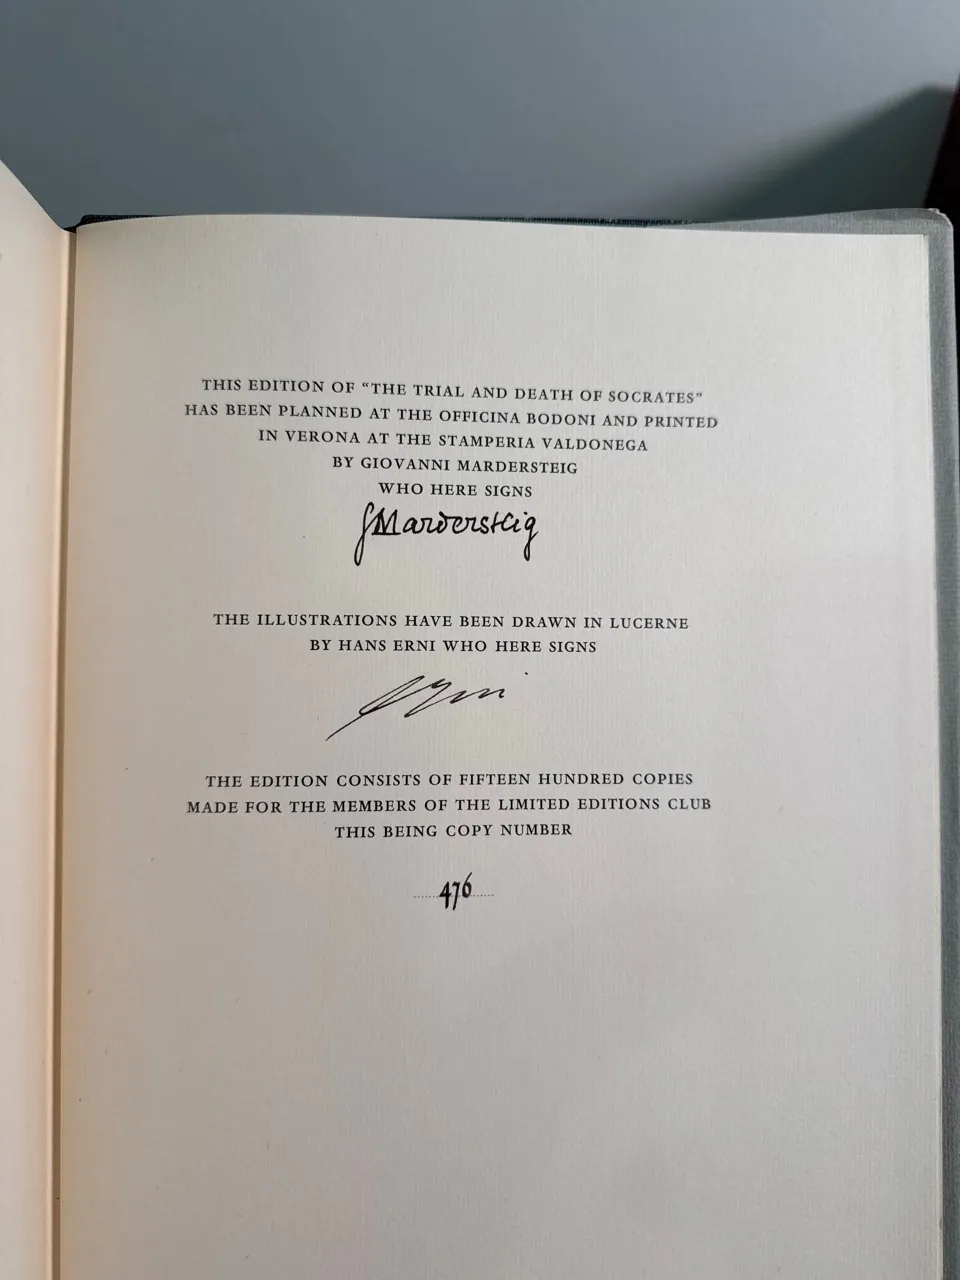 THIS EDITION OF “THE TRIAL AND DEATH OF SOCRATES”
HAS BEEN PLANNED AT THE OFFICINA BODONI AND PRINTED
IN VERONA AT THE STAMPERIA VALDONEGA
BY GIOVANNI MARDERSTEIG
WHO HERE SIGNS
GMardersteig
THE ILLUSTRATIONS HAVE BEEN DRAWN IN LUCERNE
BY HANS ERNI WHO HERE SIGNS
Erni
THE EDITION CONSISTS OF FIFTEEN HUNDRED COPIES
MADE FOR THE MEMBERS OF THE LIMITED EDITIONS CLUB
THIS BEING COPY NUMBER
476